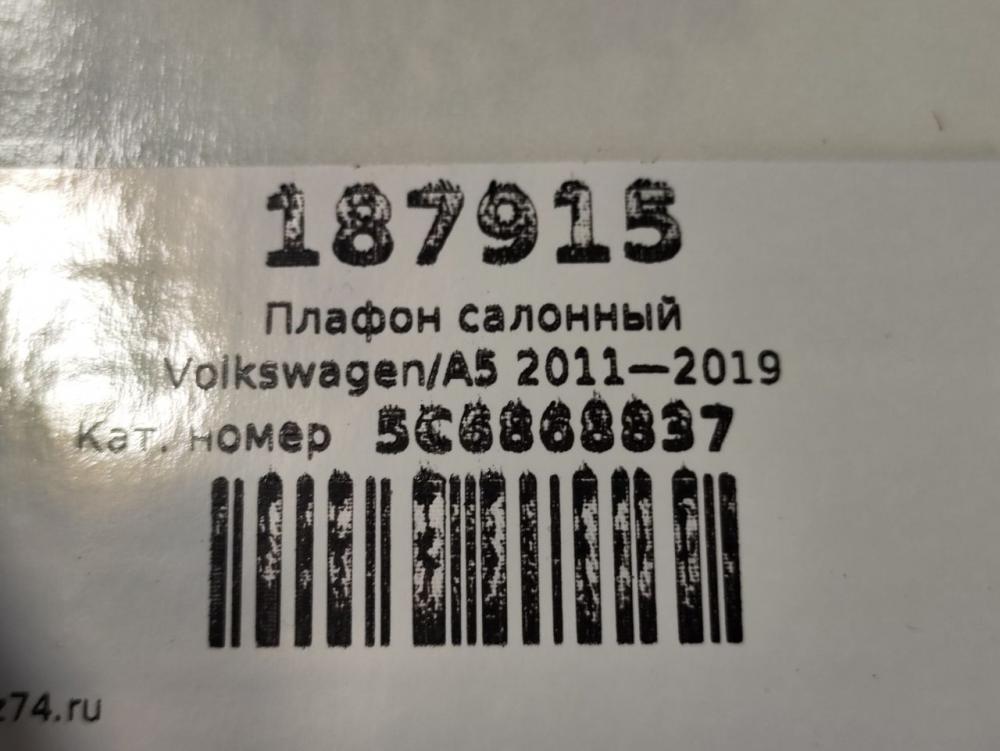 187915
Плафон салонный
Volkswagen/A5 2011—2019
Кат. номер 5C6868837
z74.ru